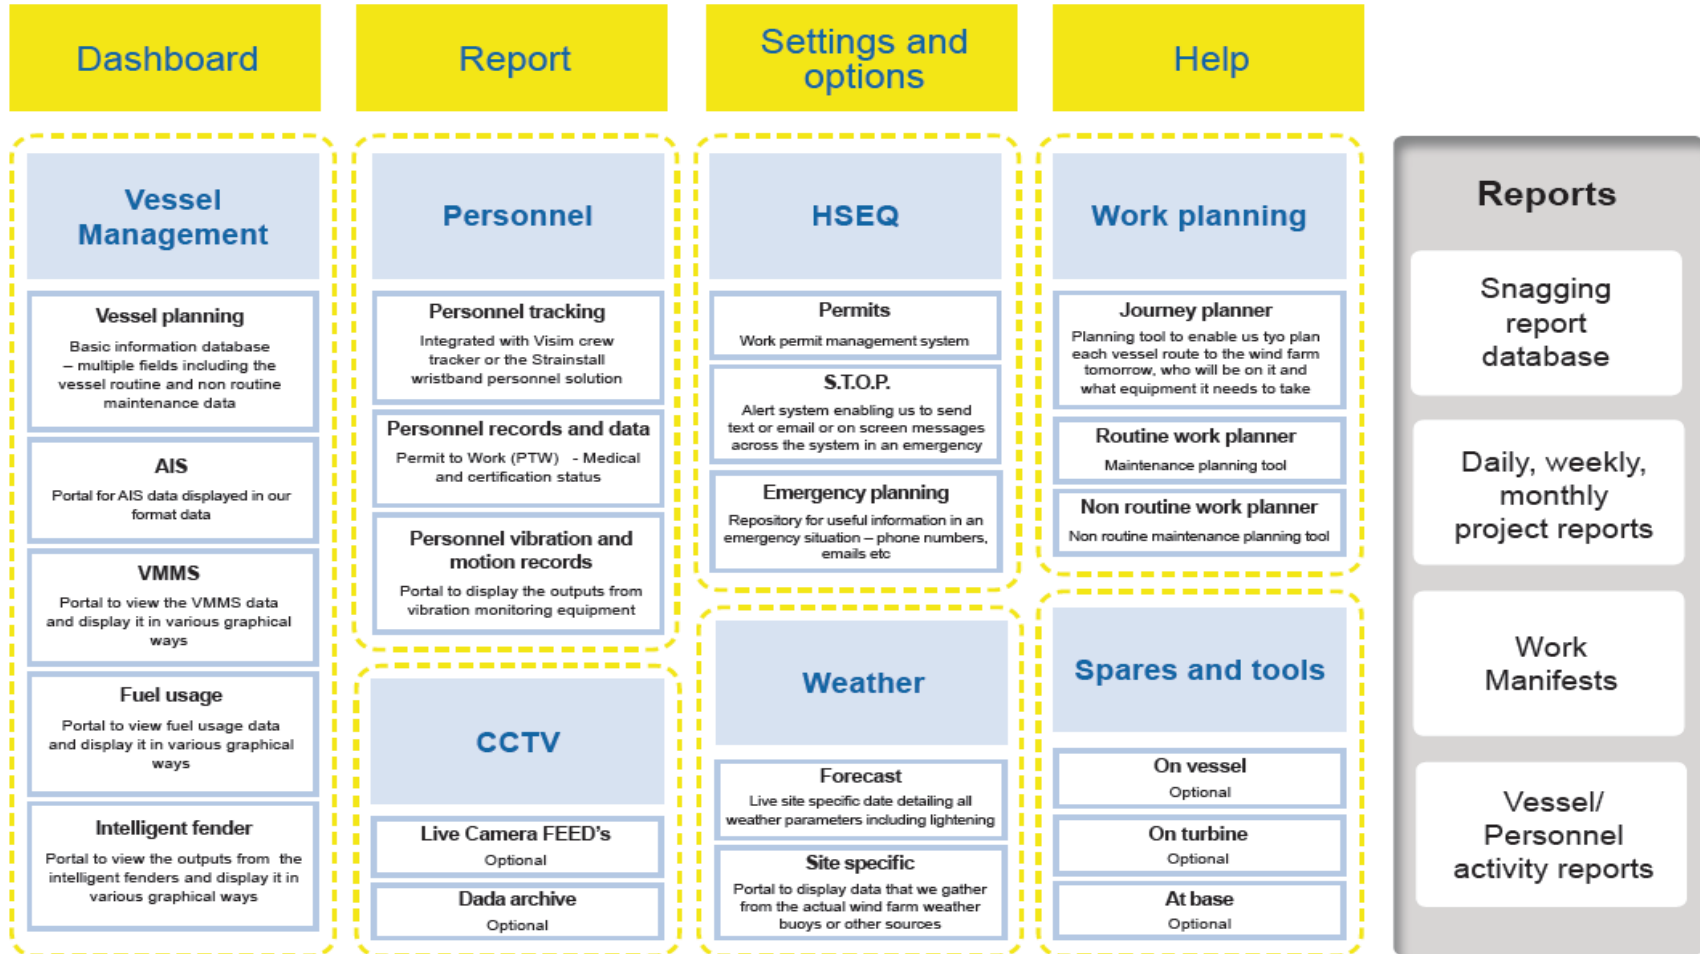 Dashboard
Report
Settings and
options
Help
Vessel
Management
Vessel planning
Basic information database
– multiple fields including the
vessel routine and non routine
maintenance data
AIS
Portal for AIS data displayed in our
format data
VMMS
Portal to view the VMMS data
and display it in various graphical
ways
Fuel usage
Portal to view fuel usage data
and display it in various graphical
ways
Intelligent fender
Portal to view the outputs from the
intelligent fenders and display it in
various graphical ways
Personnel
Personnel tracking
Integrated with Visim crew
tracker or the Strainstall
wristband personnel solution
Personnel records and data
Permit to Work (PTW) - Medical
and certification status
Personnel vibration and
motion records
Portal to display the outputs from
vibration monitoring equipment
CCTV
Live Camera FEED's
Optional
Dada archive
Optional
HSEQ
Permits
Work permit management system
S.T.O.P.
Alert system enabling us to send
text or email or on screen messages
across the system in an emergency
Emergency planning
Repository for useful information in an
emergency situation – phone numbers,
emails etc
Weather
Forecast
Live site specific date detailing all
weather parameters including lightening
Site specific
Portal to display data that we gather
from the actual wind farm weather
buoys or other sources
Work planning
Journey planner
Planning tool to enable us tyo plan
each vessel route to the wind farm
tomorrow, who will be on it and
what equipment it needs to take
Routine work planner
Maintenance planning tool
Non routine work planner
Non routine maintenance planning tool
Spares and tools
On vessel
Optional
On turbine
Optional
At base
Optional
Reports
Snagging
report
database
Daily, weekly,
monthly
project reports
Work
Manifests
Vessel/
Personnel
activity reports